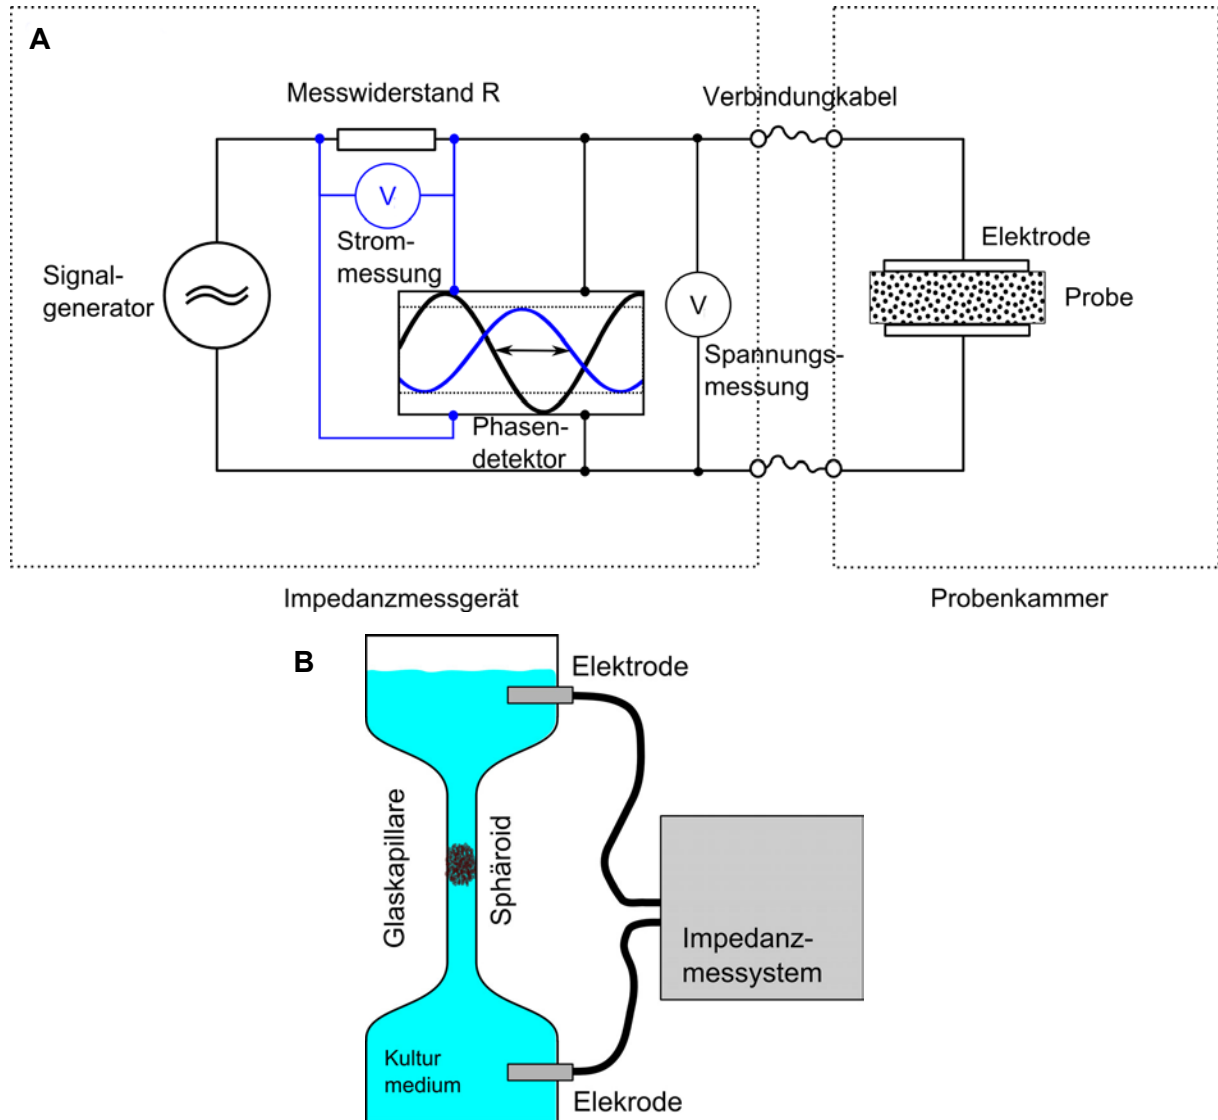 A
Messwiderstand R
Verbindungkabel
V
Strom-
messung
Signal-
generator
V
Spannungs-
messung
Elektrode
Probe
Phasen-
detektor
Impedanzmessgerät
Probenkammer
B
Elektrode
Glaskapillare
Sphäroid
Impedanz-
messystem
Kultur
medium
Elekrode